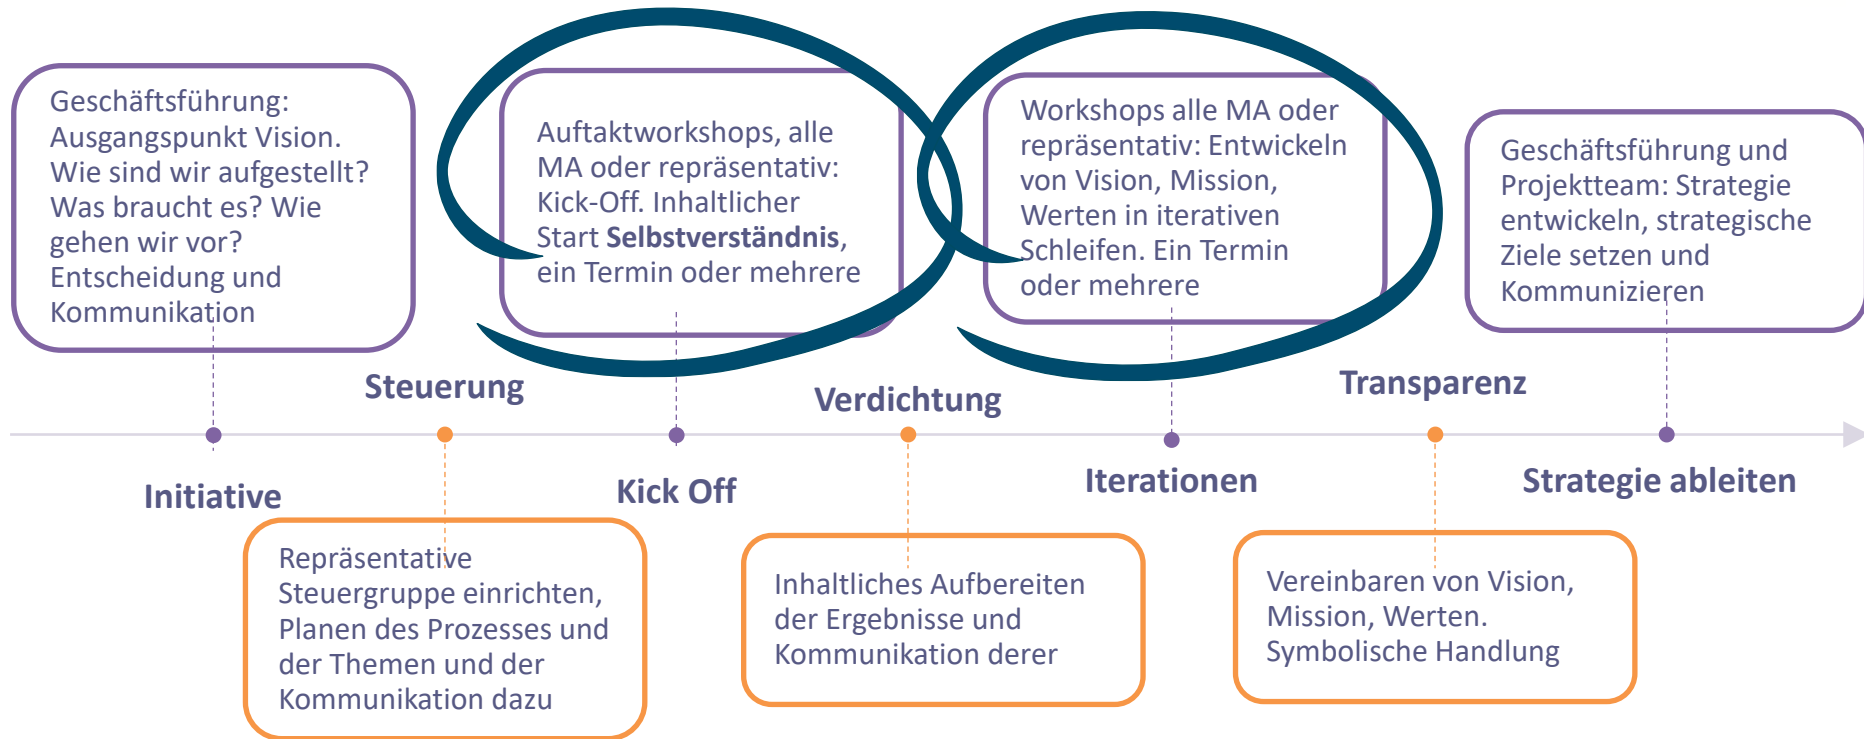 Geschäftsführung:
Ausgangspunkt Vision.
Wie sind wir aufgestellt?
Was braucht es? Wie
gehen wir vor?
Entscheidung und
Kommunikation
Auftaktworkshops, alle
MA oder repräsentativ:
Kick-Off. Inhaltlicher
Start Selbstverständnis,
ein Termin oder mehrere
Workshops alle MA oder
repräsentativ: Entwickeln
von Vision, Mission,
Werten in iterativen
Schleifen. Ein Termin
oder mehrere
Geschäftsführung und
Projektteam: Strategie
entwickeln, strategische
Ziele setzen und
Kommunizieren
Steuerung
Verdichtung
Transparenz
Initiative
Kick Off
Iterationen
Strategie ableiten
Repräsentative
Steuergruppe einrichten,
Planen des Prozesses und
der Themen und der
Kommunikation dazu
Inhaltliches Aufbereiten
der Ergebnisse und
Kommunikation derer
Vereinbaren von Vision,
Mission, Werten.
Symbolische Handlung